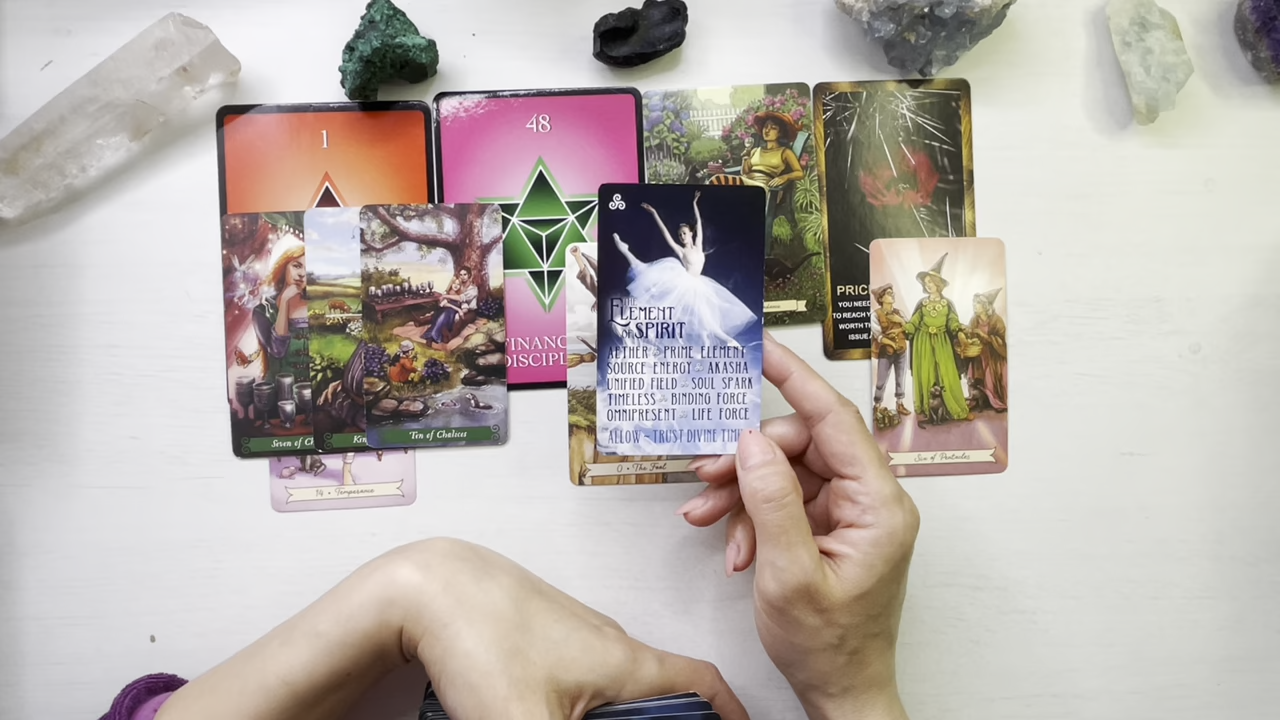 1
48
FINANC
DISCIPL
THE
ELEMENT
OF SPIRIT
AETHER PRIME ELEMENT
SOURCE ENERGY AKASHA
UNIFIED FIELD SOUL SPARK
TIMELESS BINDING FORCE
OMNIPRESENT LIFE FORCE
ALLOW TRUST DIVINE TIM
PRIC
YOU NEED
TO REACH Y
WORTH TH
ISSUE
Seven of C
Kin
Ten of Chalices
14 • Temperance
0 • The Fool
Six of Pentacles